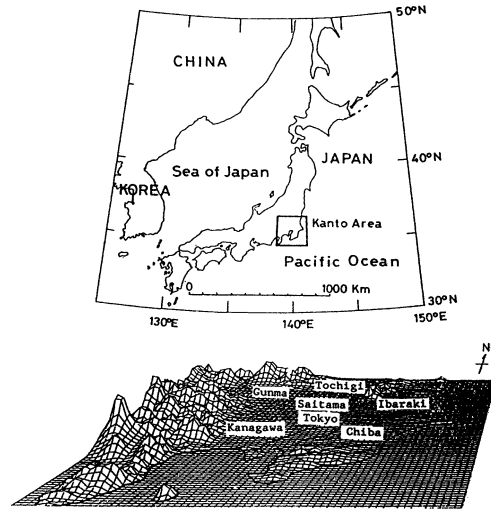 50°N
CHINA
JAPAN
40°N
Sea of Japan
KOREA
Kanto Area
Pacific Ocean
0
1000 Km
30°N
130°E
140°E
150°E
N
Tochigi
Gunma
Saitama
Ibaraki
Tokyo
Kanagawa
Chiba